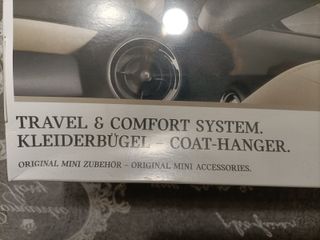 TRAVEL & COMFORT SYSTEM.
KLEIDERBÜGEL – COAT-HANGER.
ORIGINAL MINI ZUBEHÖR – ORIGINAL MINI ACCESSORIES.